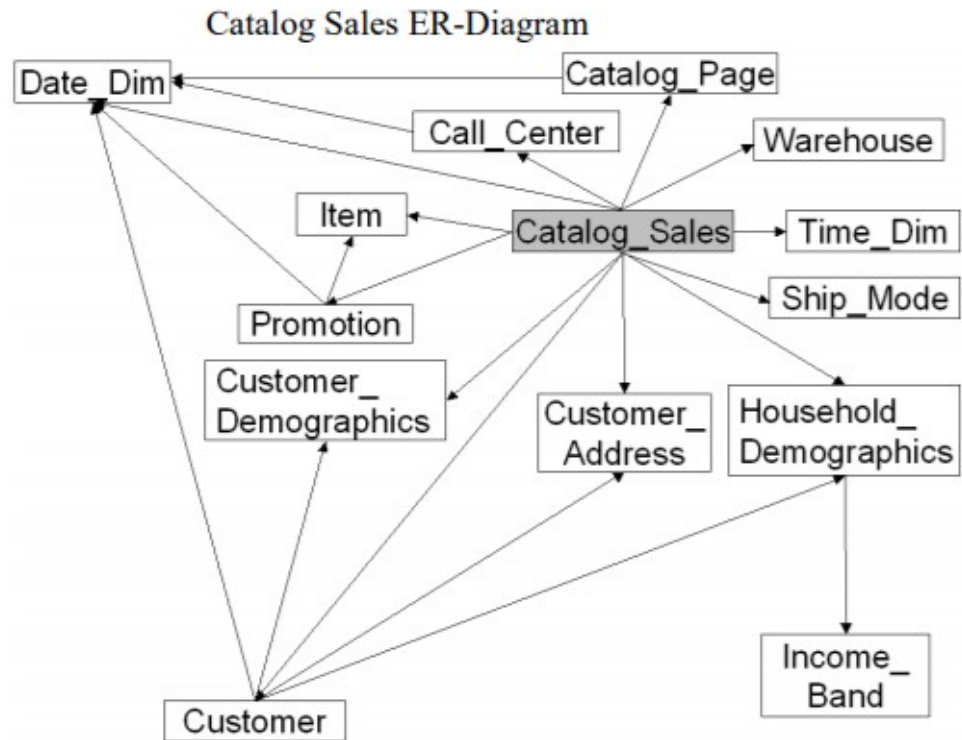 Catalog Sales ER-Diagram
Date_Dim
Catalog_Page
Call_Center
Warehouse
Item
Catalog_Sales
Time_Dim
Ship_Mode
Promotion
Customer_
Demographics
Customer_
Address
Household_
Demographics
Income_
Band
Customer